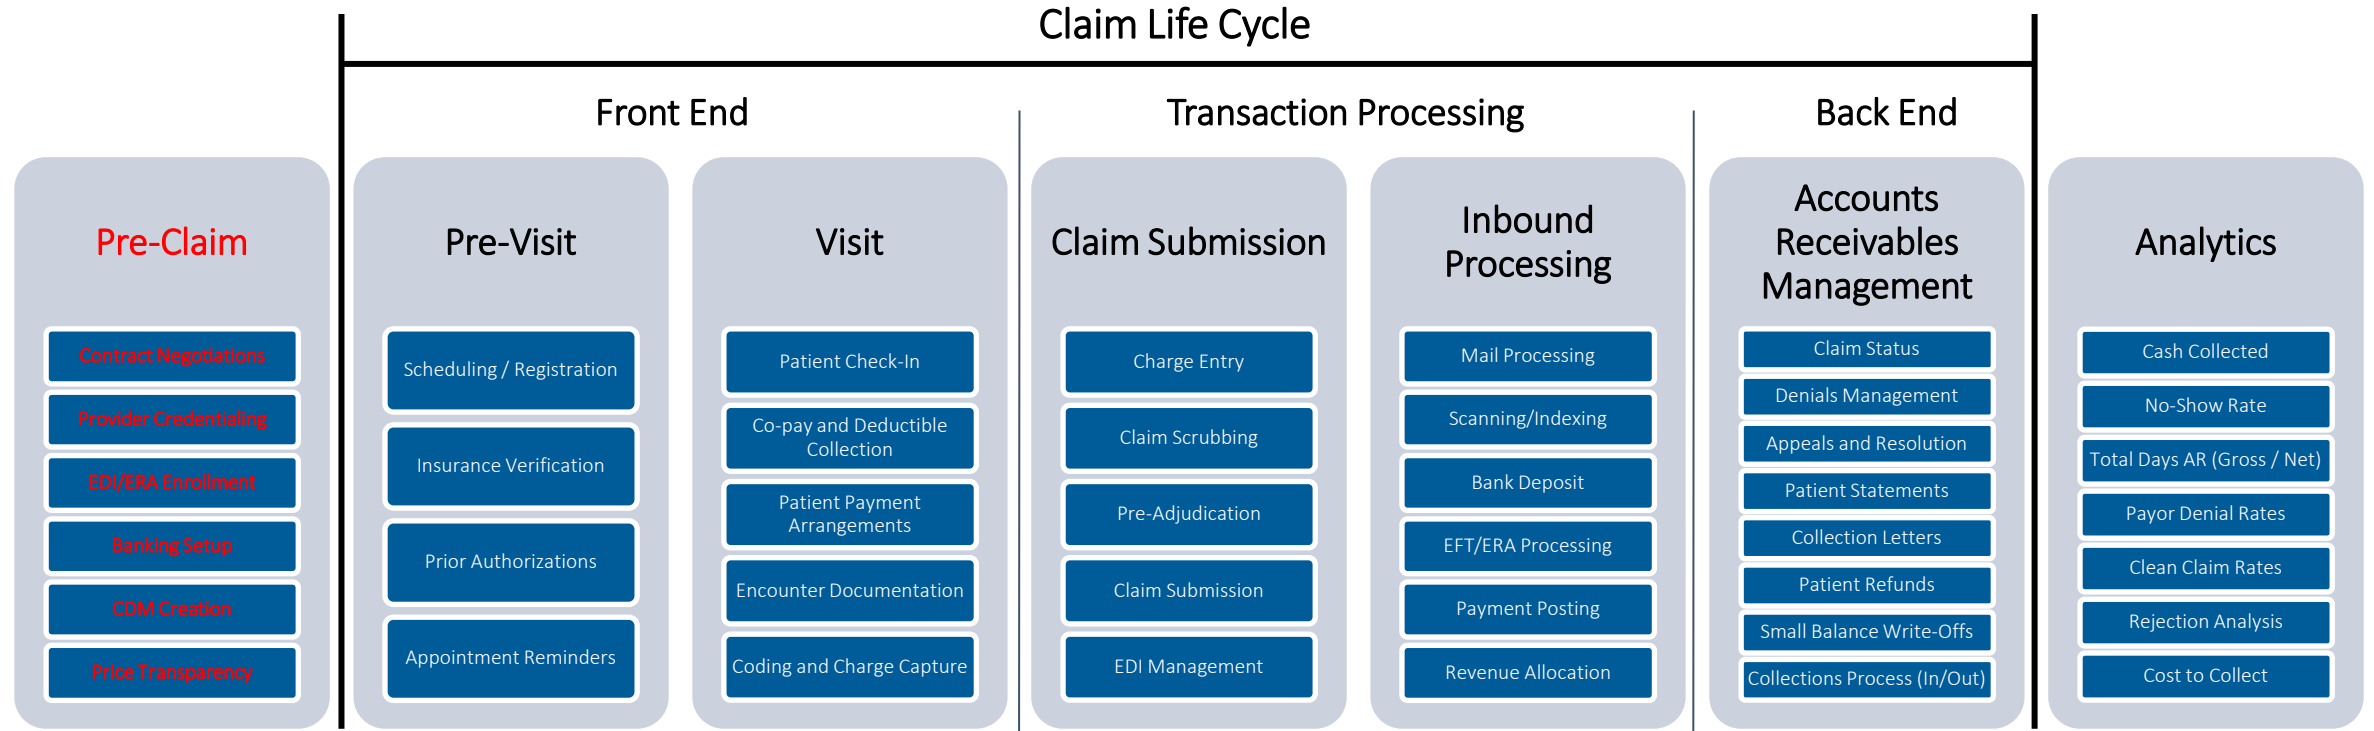 Claim Life Cycle
Front End
Transaction Processing
Back End
Pre-Claim
Contract Negotiations
Provider Credentialing
EDI/ERA Enrollment
Banking Setup
CDM Creation
Price Transparency
Pre-Visit
Scheduling / Registration
Insurance Verification
Prior Authorizations
Appointment Reminders
Visit
Patient Check-In
Co-pay and Deductible
Collection
Patient Payment
Arrangements
Encounter Documentation
Coding and Charge Capture
Claim Submission
Charge Entry
Claim Scrubbing
Pre-Adjudication
Claim Submission
EDI Management
Inbound
Processing
Mail Processing
Scanning/Indexing
Bank Deposit
EFT/ERA Processing
Payment Posting
Revenue Allocation
Accounts
Receivables
Management
Claim Status
Denials Management
Appeals and Resolution
Patient Statements
Collection Letters
Patient Refunds
Small Balance Write-Offs
Collections Process (In/Out)
Analytics
Cash Collected
No-Show Rate
Total Days AR (Gross / Net)
Payor Denial Rates
Clean Claim Rates
Rejection Analysis
Cost to Collect